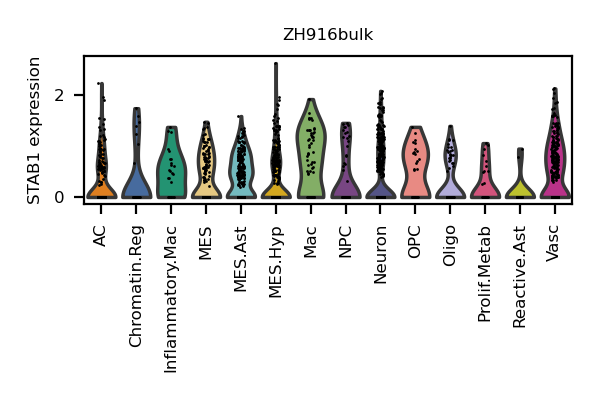 ZH916bulk
STAB1 expression
2
0
AC
Chromatin.Reg
Inflammatory.Mac
MES
MES.Ast
MES.Hyp
Mac
NPC
Neuron
OPC
Oligo
Prolif.Metab
Reactive.Ast
Vasc